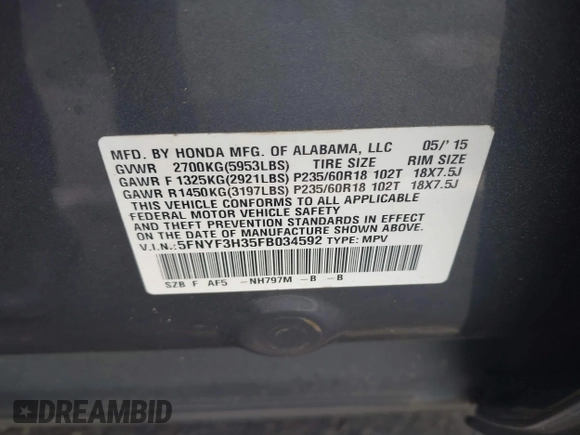 MFD. BY HONDA MFG. OF ALABAMA, LLC 05/'15
GVWR 2700KG(5953LBS) TIRE SIZE RIM SIZE
GAWR F 1325KG(2921LBS) P235/60R18 102T 18X7.5J
GAWR R1450KG(3197LBS) P235/60R18 102T 18X7.5J
THIS VEHICLE CONFORMS TO ALL APPLICABLE
FEDERAL MOTOR VEHICLE SAFETY
AND THEFT PREVENTION STANDARDS IN EFFECT
ON THE DATE OF MANUFACTURE SHOWN ABOVE.
V.I.N.:5FNYF3H35FB034592 TYPE: MPV
SZB F AF5 -NH797M -B -B
DREAMBID